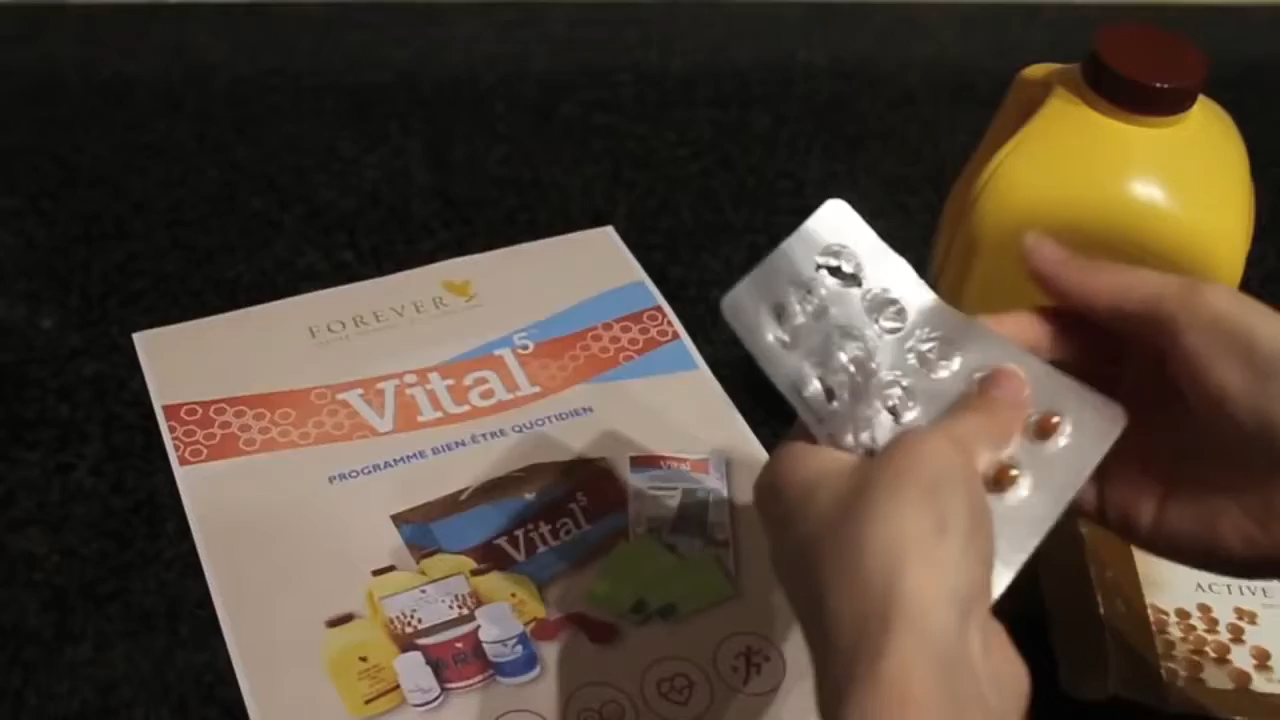 FOREVER
Vital⁵
PROGRAMME BIEN-ÊTRE QUOTIDIEN
Vital
Vital⁵
ACTIVE